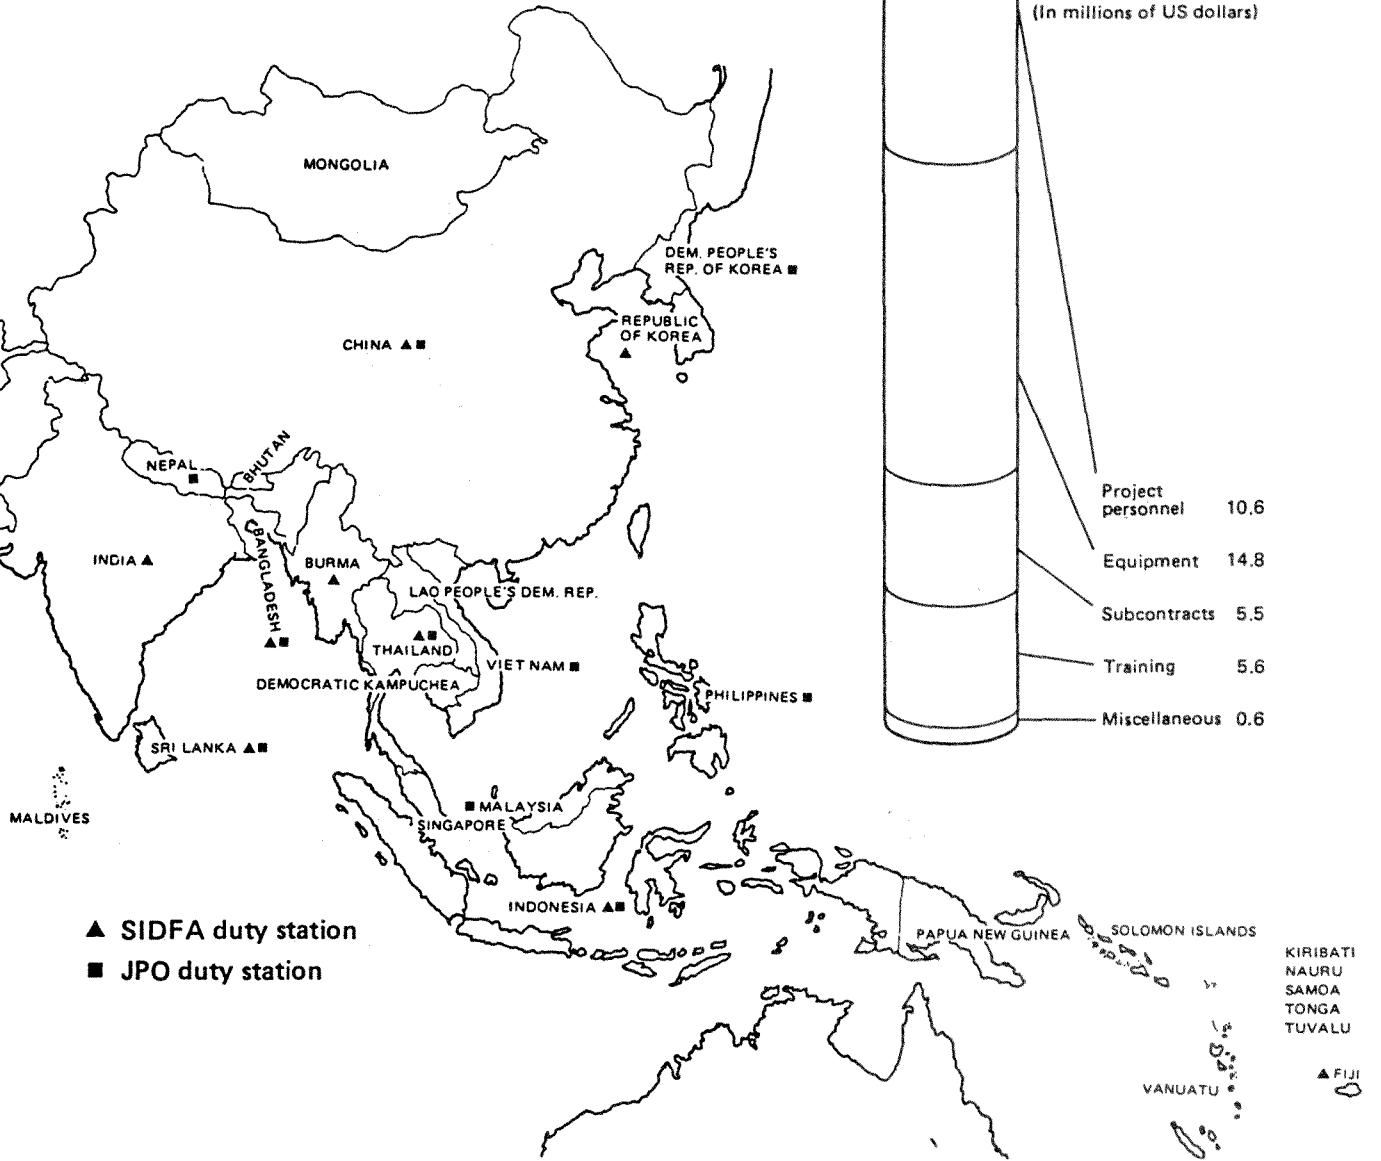 (In millions of US dollars)
MONGOLIA
DEM. PEOPLE'S
REP. OF KOREA ■
REPUBLIC
OF KOREA
▲
CHINA ▲ ■
BHUTAN
NEPAL
■
INDIA ▲
BANGLADESH
▲ ■
BURMA
▲
LAO PEOPLE'S DEM. REP.
▲ ■
THAILAND
VIET NAM ■
DEMOCRATIC KAMPUCHEA
PHILIPPINES ■
SRI LANKA ▲ ■
MALDIVES
■ MALAYSIA
SINGAPORE
INDONESIA ▲ ■
PAPUA NEW GUINEA
SOLOMON ISLANDS
KIRIBATI
NAURU
SAMOA
TONGA
TUVALU
▲ FIJI
VANUATU
Project
personnel 10.6
Equipment 14.8
Subcontracts 5.5
Training 5.6
Miscellaneous 0.6
▲ SIDFA duty station
■ JPO duty station